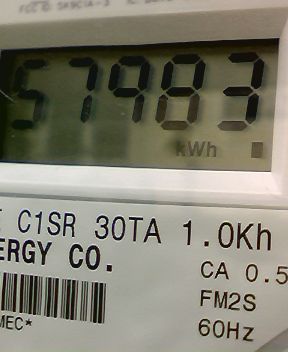 57983
kWh
C1SR 30TA 1.0Kh
ERGY CO.
CA 0.5
FM2S
MEC*
60Hz